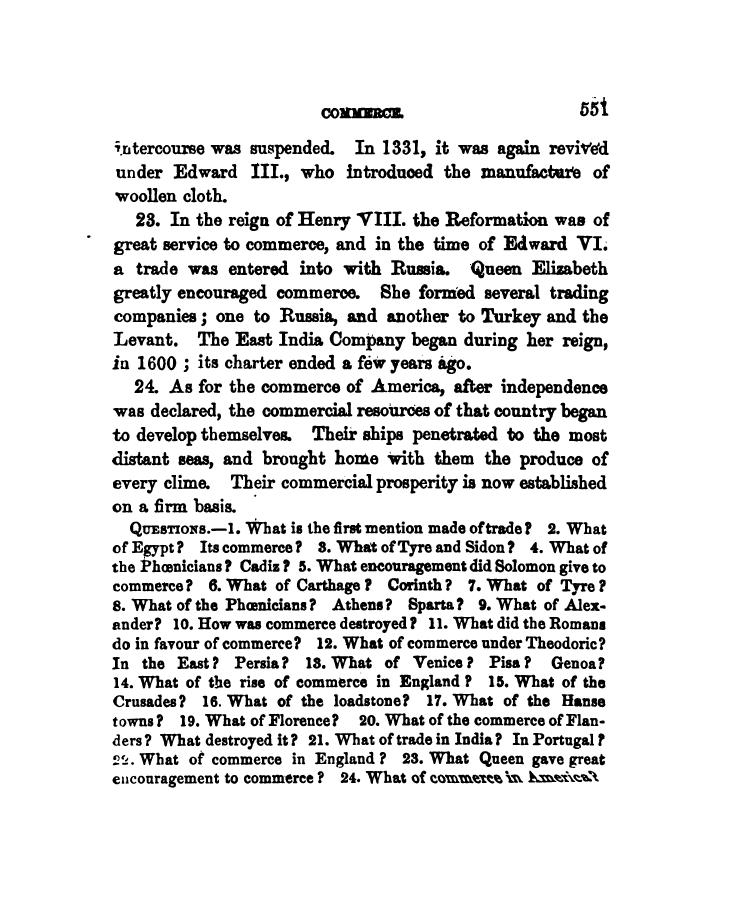 COMMERCE. 551
intercourse was suspended. In 1331, it was again revived
under Edward III., who introduced the manufacture of
woollen cloth.
23. In the reign of Henry VIII. the Reformation was of
great service to commerce, and in the time of Edward VI.
a trade was entered into with Russia. Queen Elizabeth
greatly encouraged commerce. She formed several trading
companies; one to Russia, and another to Turkey and the
Levant. The East India Company began during her reign,
in 1600; its charter ended a few years ago.
24. As for the commerce of America, after independence
was declared, the commercial resources of that country began
to develop themselves. Their ships penetrated to the most
distant seas, and brought home with them the produce of
every clime. Their commercial prosperity is now established
on a firm basis.
QUESTIONS.—1. What is the first mention made of trade? 2. What
of Egypt? Its commerce? 3. What of Tyre and Sidon? 4. What of
the Phœnicians? Cadiz? 5. What encouragement did Solomon give to
commerce? 6. What of Carthage? Corinth? 7. What of Tyre?
8. What of the Phœnicians? Athens? Sparta? 9. What of Alex-
ander? 10. How was commerce destroyed? 11. What did the Romans
do in favour of commerce? 12. What of commerce under Theodoric?
In the East? Persia? 13. What of Venice? Pisa? Genoa?
14. What of the rise of commerce in England? 15. What of the
Crusades? 16. What of the loadstone? 17. What of the Hanse
towns? 19. What of Florence? 20. What of the commerce of Flan-
ders? What destroyed it? 21. What of trade in India? In Portugal?
22. What of commerce in England? 23. What Queen gave great
encouragement to commerce? 24. What of commerce in America?